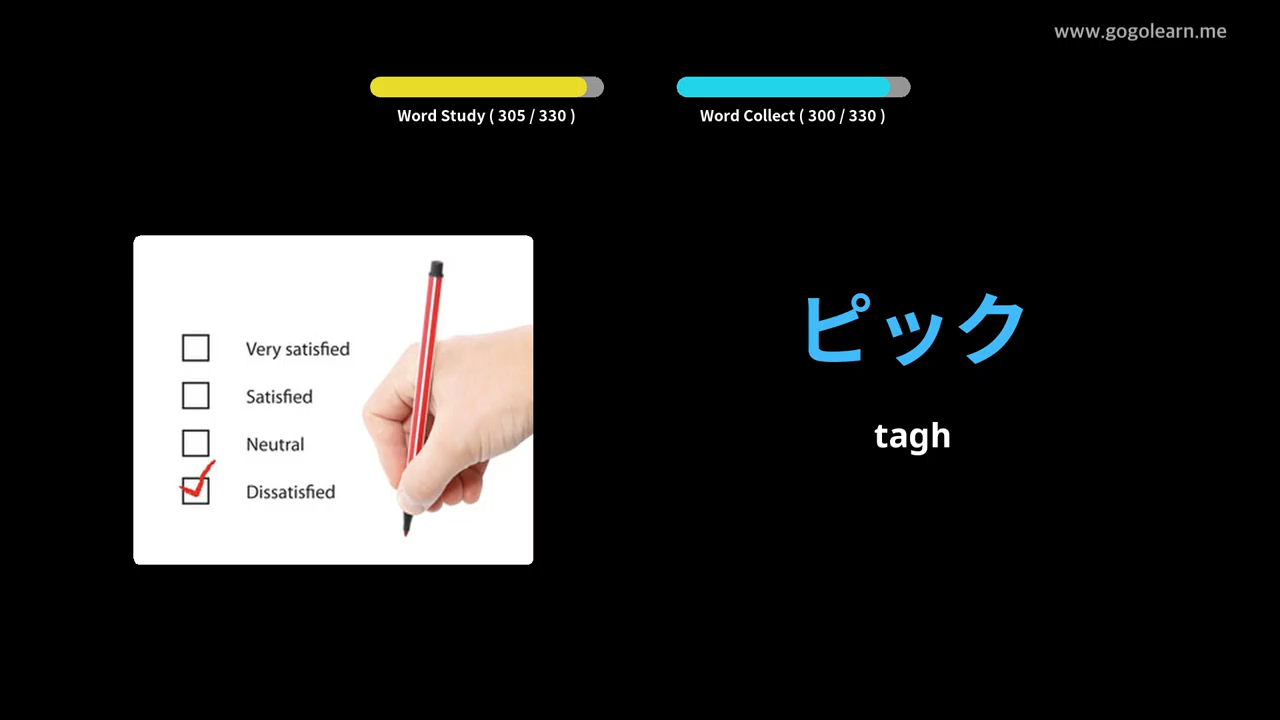 www.gogolearn.me
Word Study ( 305 / 330 )
Word Collect ( 300 / 330 )
Very satisfied
Satisfied
Neutral
Dissatisfied
ピック
tagh